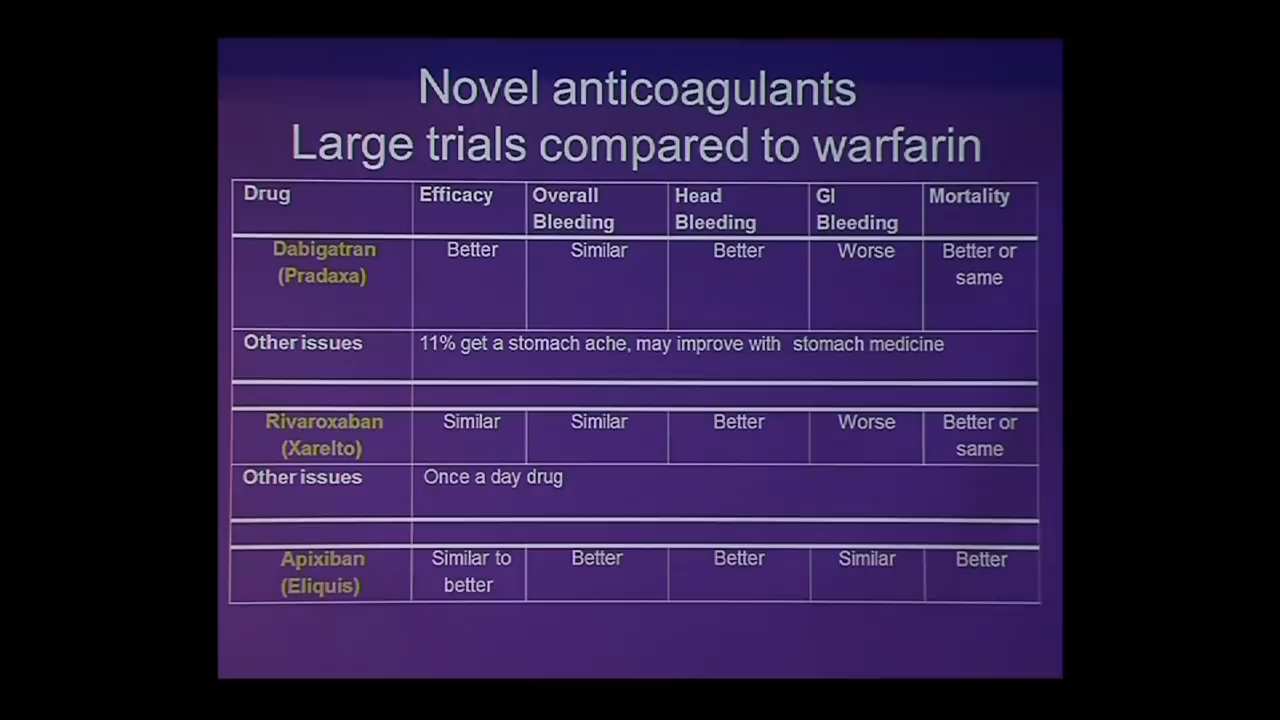 Novel anticoagulants
Large trials compared to warfarin
Drug Efficacy Overall Bleeding Head Bleeding GI Bleeding Mortality
Dabigatran (Pradaxa) Better Similar Better Worse Better or same
Other issues 11% get a stomach ache, may improve with stomach medicine
Rivaroxaban (Xarelto) Similar Similar Better Worse Better or same
Other issues Once a day drug
Apixiban (Eliquis) Similar to better Better Better Similar Better